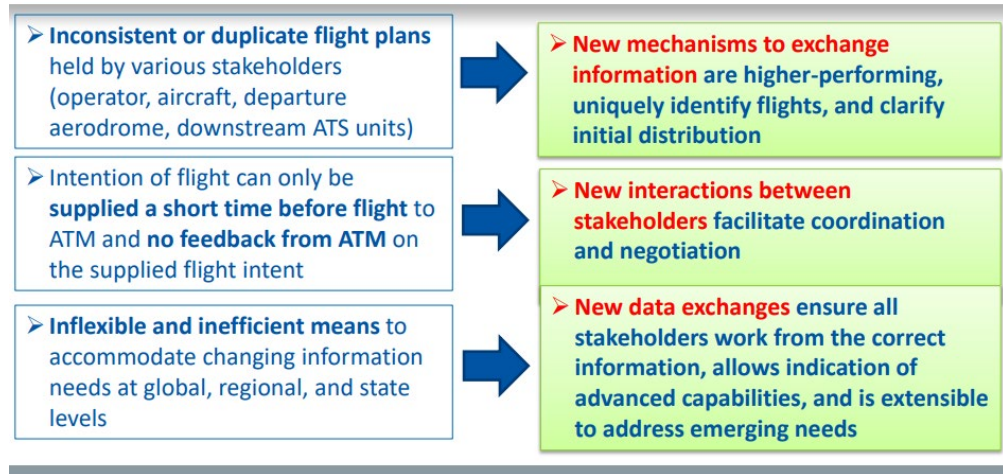 ➢ Inconsistent or duplicate flight plans
held by various stakeholders
(operator, aircraft, departure
aerodrome, downstream ATS units)
➢ New mechanisms to exchange
information are higher-performing,
uniquely identify flights, and clarify
initial distribution
➢ Intention of flight can only be
supplied a short time before flight to
ATM and no feedback from ATM on
the supplied flight intent
➢ New interactions between
stakeholders facilitate coordination
and negotiation
➢ Inflexible and inefficient means to
accommodate changing information
needs at global, regional, and state
levels
➢ New data exchanges ensure all
stakeholders work from the correct
information, allows indication of
advanced capabilities, and is extensible
to address emerging needs